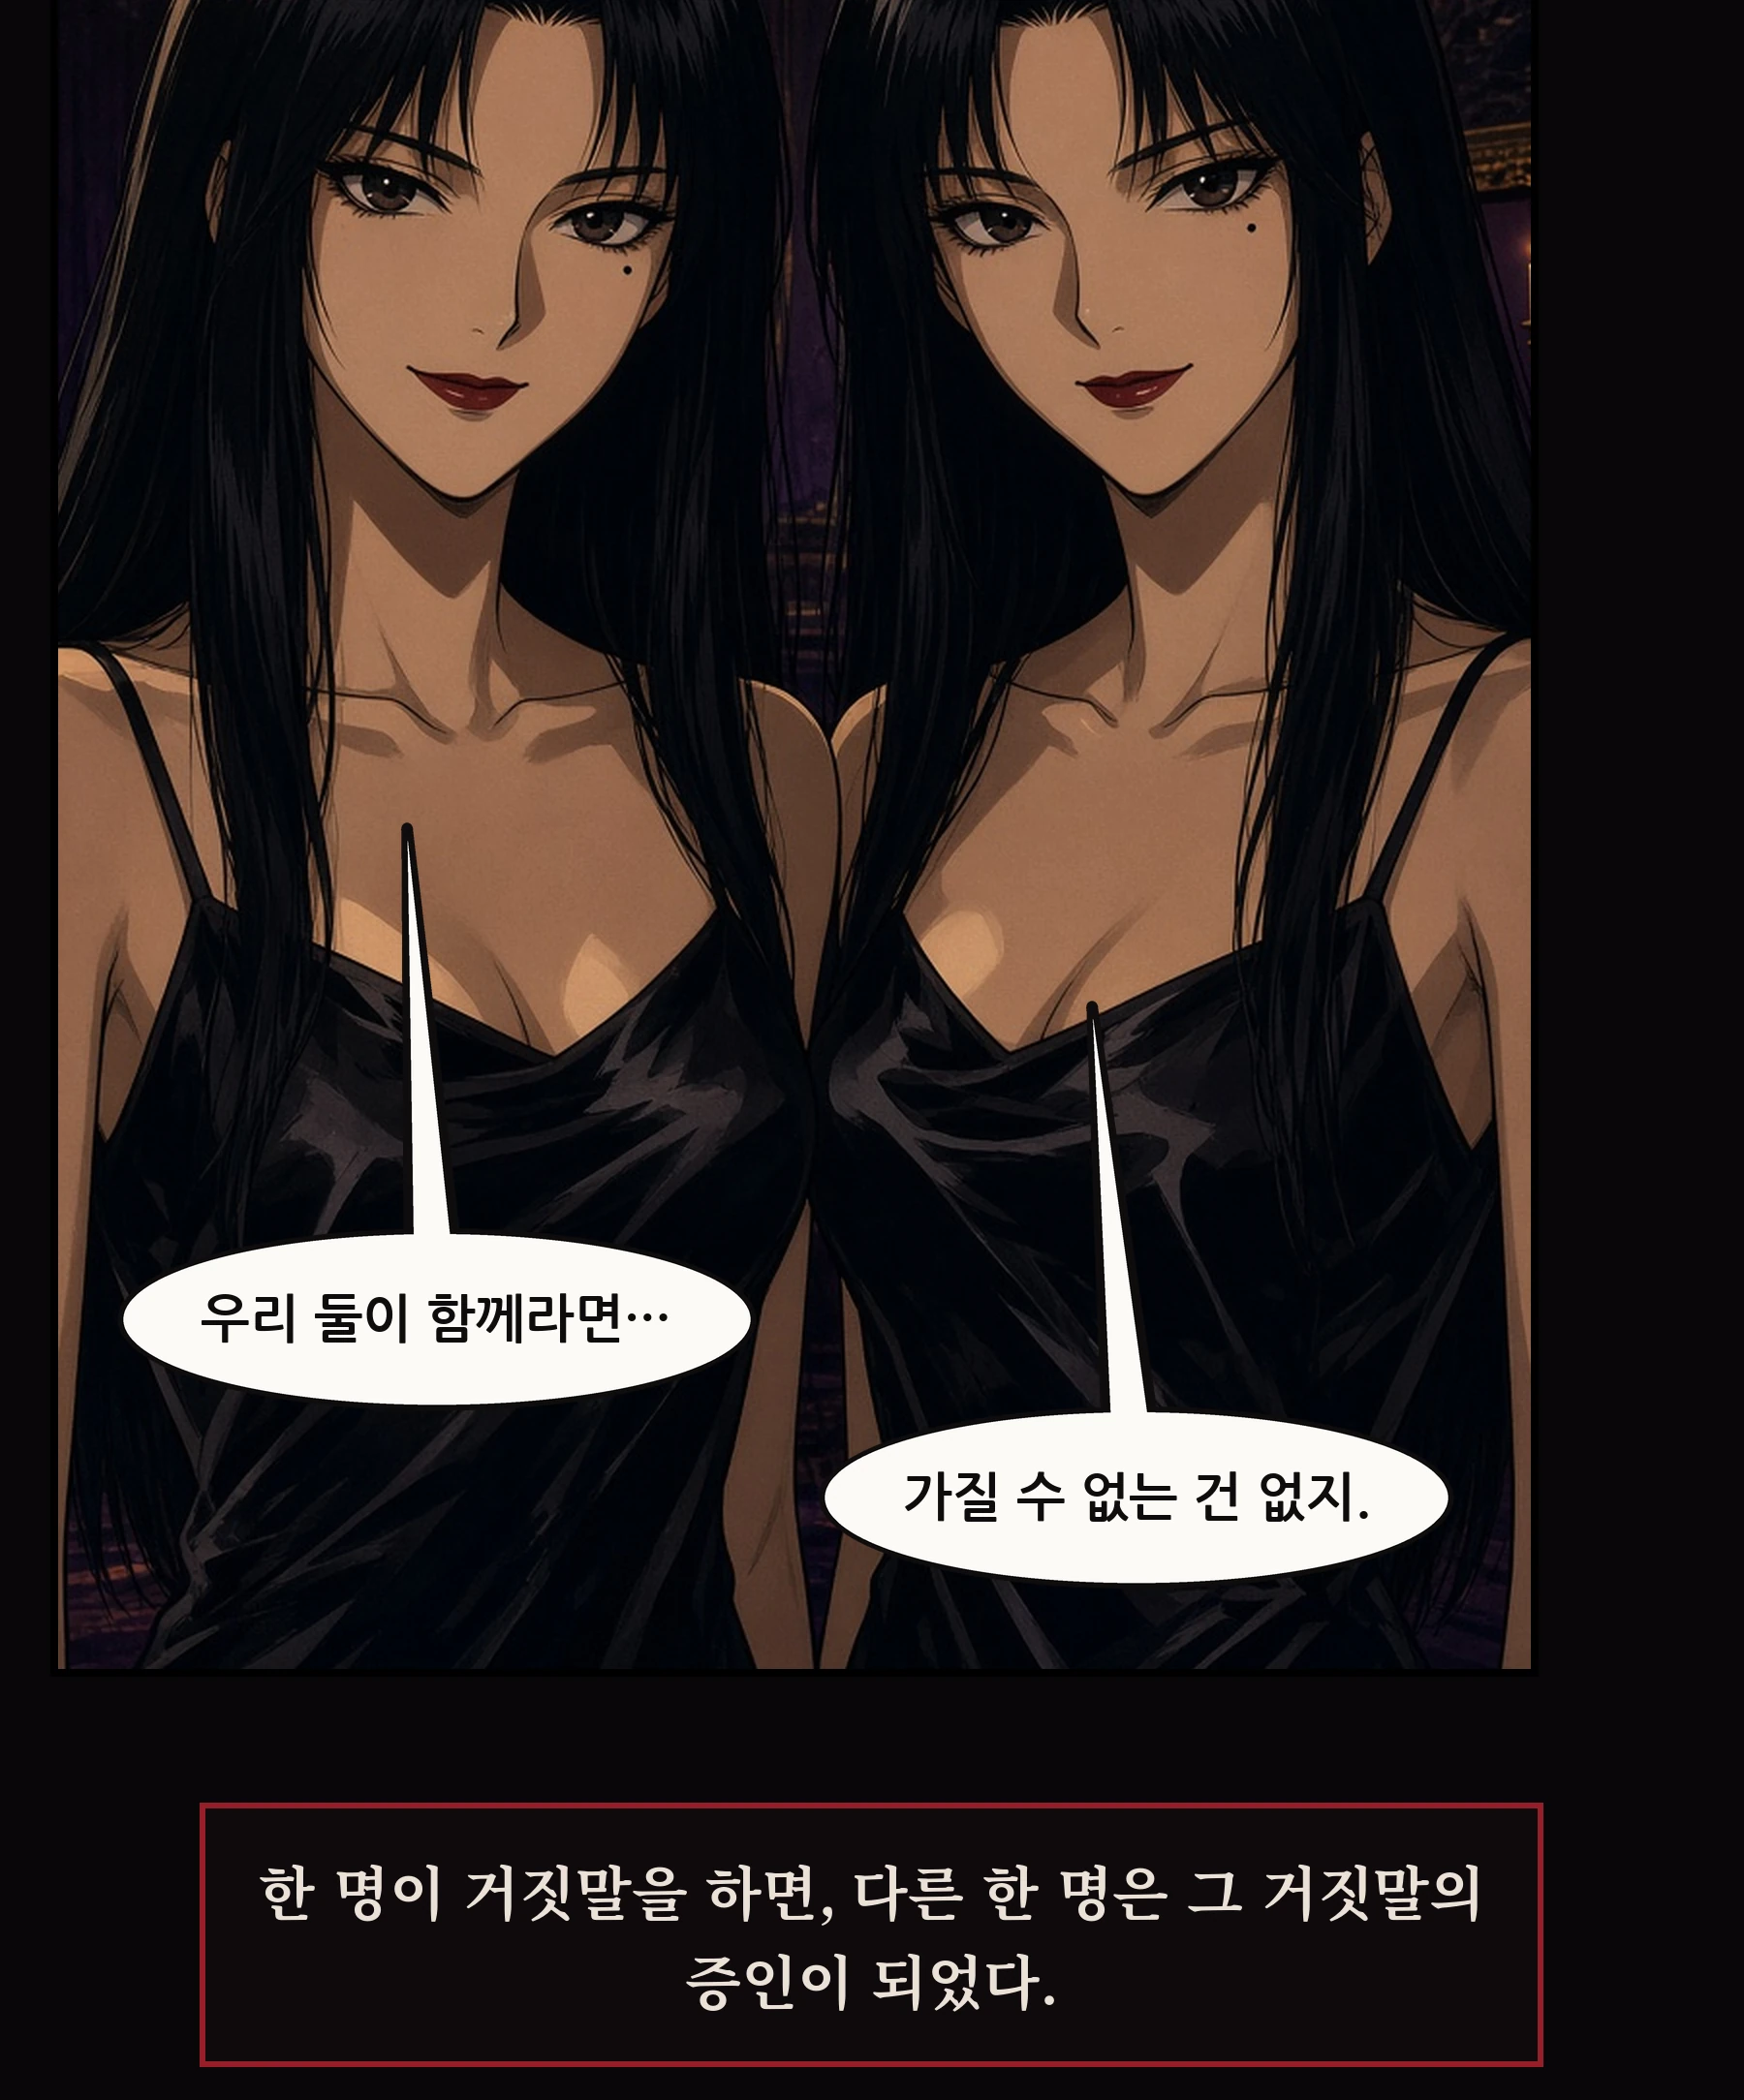 우리 둘이 함께라면…
가질 수 없는 건 없지.
한 명이 거짓말을 하면, 다른 한 명은 그 거짓말의
증인이 되었다.